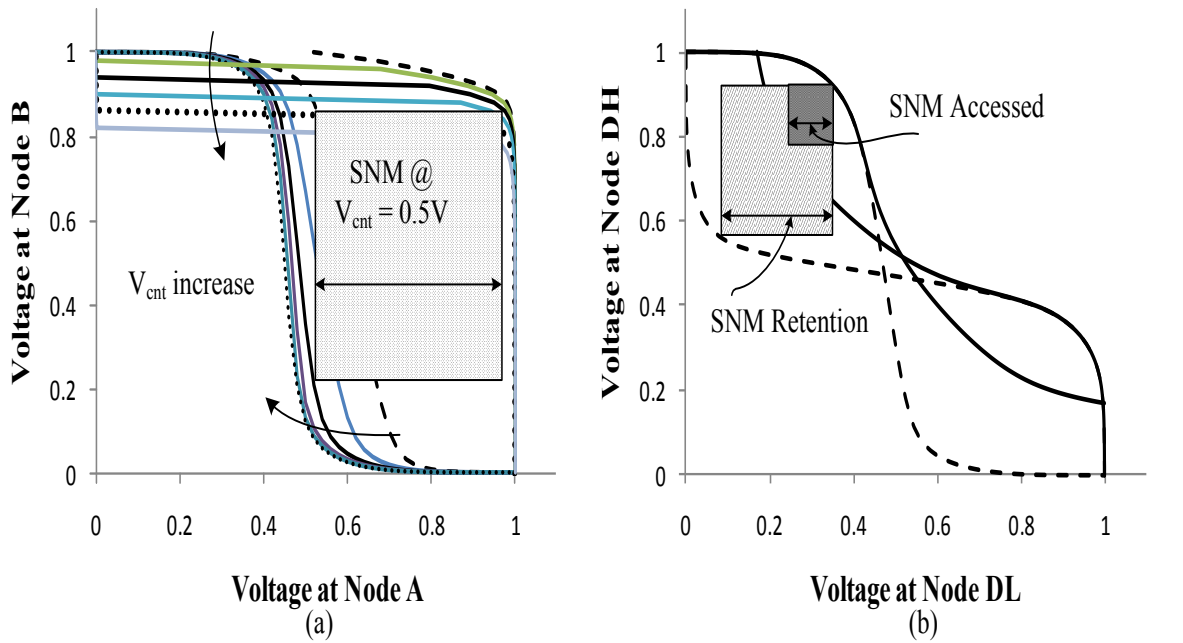 Voltage at Node B
1
0.8
0.6
0.4
0.2
0
0
0.2
0.4
0.6
0.8
1
SNM @
V_cnt = 0.5V
V_cnt increase
Voltage at Node A
(a)
Voltage at Node DH
1
0.8
0.6
0.4
0.2
0
0
0.2
0.4
0.6
0.8
1
SNM Accessed
SNM Retention
Voltage at Node DL
(b)